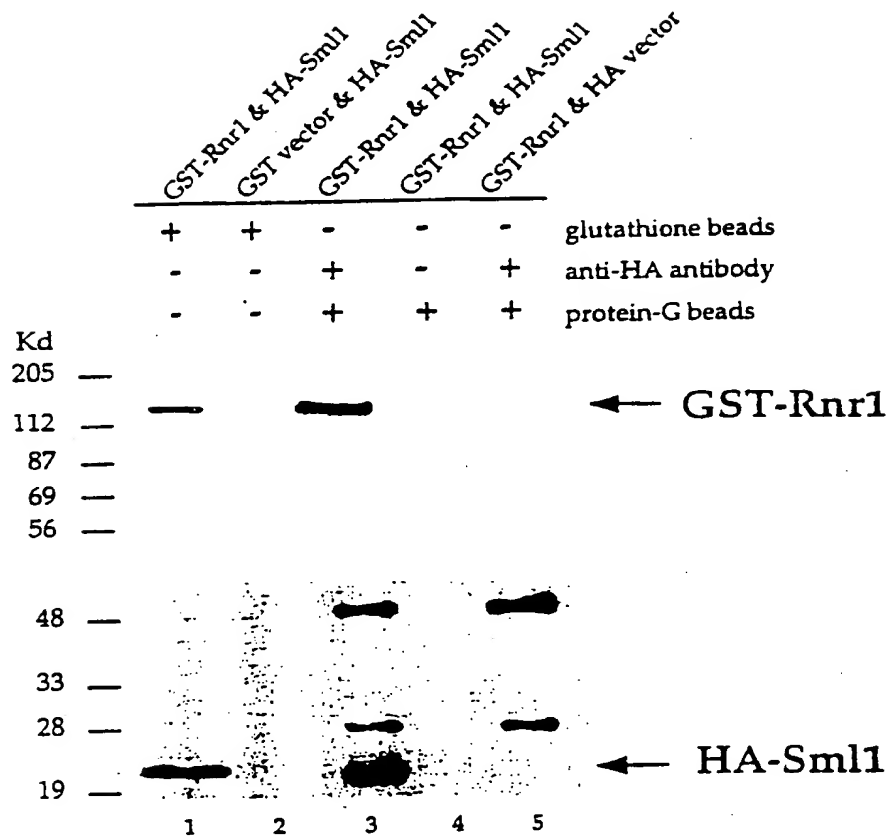 GST-Rnr1 & HA-Sml1
GST vector & HA-Sml1
GST-Rnr1 & HA-Sml1
GST-Rnr1 & HA-Sml1
GST-Rnr1 & HA vector
+ + - - - glutathione beads
- - + - + anti-HA antibody
- - + + + protein-G beads
Kd
205
GST-Rnr1
112
87
69
56
48
33
28
HA-Sml1
19
1 2 3 4 5